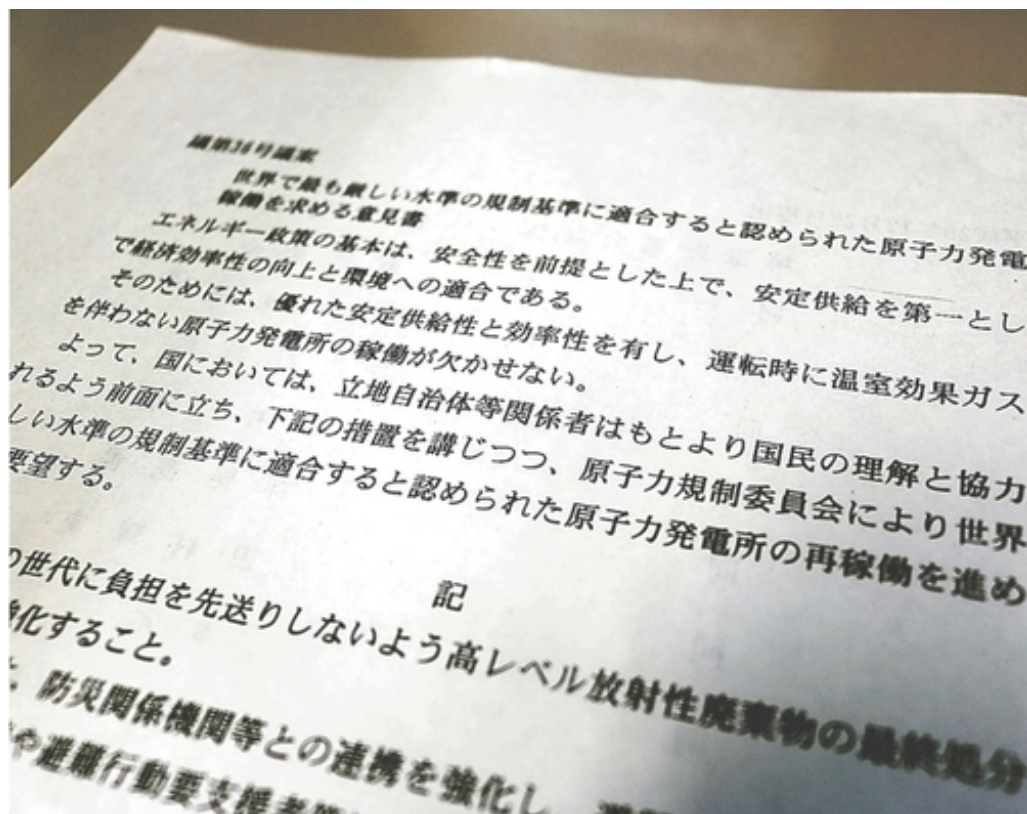 議第36号議案
世界で最も厳しい水準の規制基準に適合すると認められた原子力発電
稼働を求める意見書
エネルギー政策の基本は、安全性を前提とした上で、安定供給を第一とし
で経済効率性の向上と環境への適合である。
そのためには、優れた安定供給性と効率性を有し、運転時に温室効果ガス
を伴わない原子力発電所の稼働が欠かせない。
よって、国においては、立地自治体等関係者はもとより国民の理解と協力
れるよう前面に立ち、下記の措置を講じつつ、原子力規制委員会により世界
しい水準の規制基準に適合すると認められた原子力発電所の再稼働を進め
要望する。
記
の世代に負担を先送りしないよう高レベル放射性廃棄物の最終処分
強化すること。
、防災関係機関等との連携を強化し、
や避難行動要支援者等